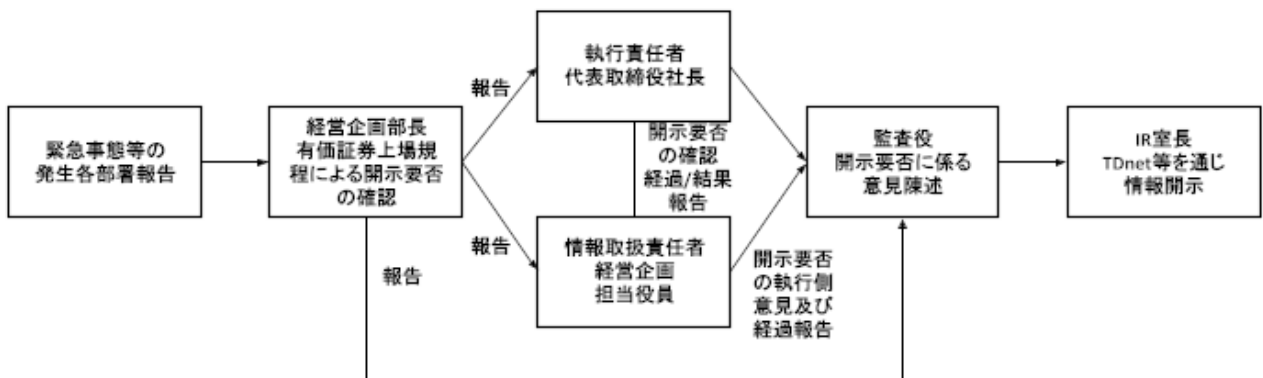 緊急事態等の
発生各部署報告
経営企画部長
有価証券上場規
程による開示要否
の確認
報告
報告
報告
執行責任者
代表取締役社長
開示要否
の確認
経過/結果
報告
情報取扱責任者
経営企画
担当役員
開示要否
の執行側
意見及び
経過報告
監査役
開示要否に係る
意見陳述
IR室長
TDnet等を通じ
情報開示